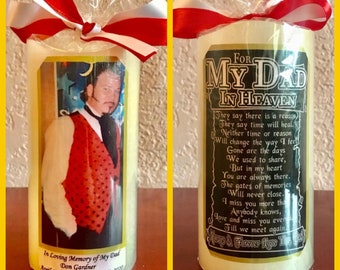 In Loving Memory of My Dad
Don Gardner
For
My Dad
In Heaven
They say there is a reason,
They say time will heal,
Neither time or reason
Will change the way I feel
Gone are the days
We used to share,
But in my heart
You are always there.
The gates of memories
Will never close,
I miss you more than
Anybody knows,
Love and miss you every
Till we meet again.